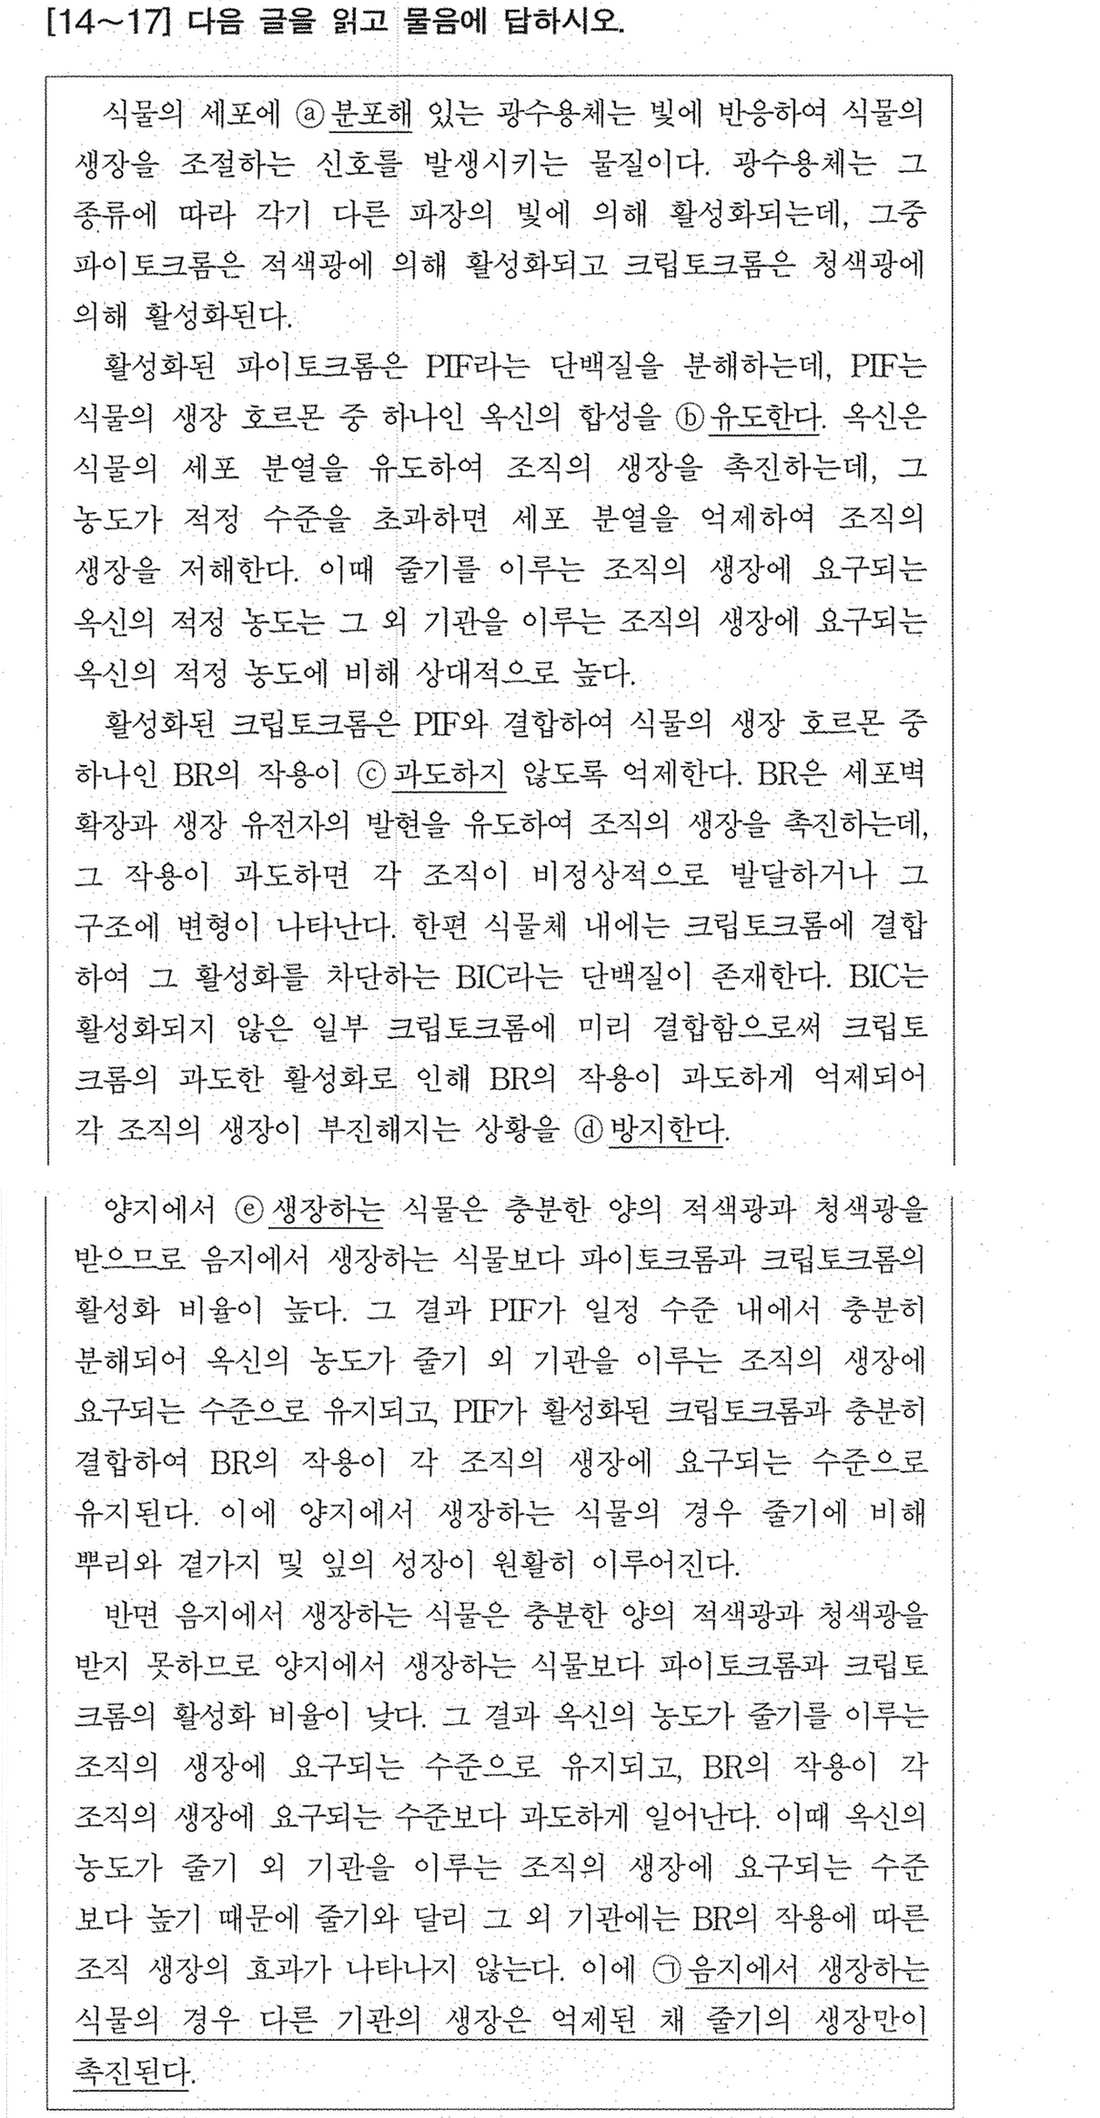 [14~17] 다음 글을 읽고 물음에 답하시오.
식물의 세포에 ⓐ분포해 있는 광수용체는 빛에 반응하여 식물의
생장을 조절하는 신호를 발생시키는 물질이다. 광수용체는 그
종류에 따라 각기 다른 파장의 빛에 의해 활성화되는데, 그중
파이토크롬은 적색광에 의해 활성화되고 크립토크롬은 청색광에
의해 활성화된다.
활성화된 파이토크롬은 PIF라는 단백질을 분해하는데, PIF는
식물의 생장 호르몬 중 하나인 옥신의 합성을 ⓑ유도한다. 옥신은
식물의 세포 분열을 유도하여 조직의 생장을 촉진하는데, 그
농도가 적정 수준을 초과하면 세포 분열을 억제하여 조직의
생장을 저해한다. 이때 줄기를 이루는 조직의 생장에 요구되는
옥신의 적정 농도는 그 외 기관을 이루는 조직의 생장에 요구되는
옥신의 적정 농도에 비해 상대적으로 높다.
활성화된 크립토크롬은 PIF와 결합하여 식물의 생장 호르몬 중
하나인 BR의 작용이 ⓒ과도하지 않도록 억제한다. BR은 세포벽
확장과 생장 유전자의 발현을 유도하여 조직의 생장을 촉진하는데,
그 작용이 과도하면 각 조직이 비정상적으로 발달하거나 그
구조에 변형이 나타난다. 한편 식물체 내에는 크립토크롬에 결합
하여 그 활성화를 차단하는 BIC라는 단백질이 존재한다. BIC는
활성화되지 않은 일부 크립토크롬에 미리 결합함으로써 크립토
크롬의 과도한 활성화로 인해 BR의 작용이 과도하게 억제되어
각 조직의 생장이 부진해지는 상황을 ⓓ방지한다.
양지에서 ⓔ생장하는 식물은 충분한 양의 적색광과 청색광을
받으므로 음지에서 생장하는 식물보다 파이토크롬과 크립토크롬의
활성화 비율이 높다. 그 결과 PIF가 일정 수준 내에서 충분히
분해되어 옥신의 농도가 줄기 외 기관을 이루는 조직의 생장에
요구되는 수준으로 유지되고, PIF가 활성화된 크립토크롬과 충분히
결합하여 BR의 작용이 각 조직의 생장에 요구되는 수준으로
유지된다. 이에 양지에서 생장하는 식물의 경우 줄기에 비해
뿌리와 곁가지 및 잎의 성장이 원활히 이루어진다.
반면 음지에서 생장하는 식물은 충분한 양의 적색광과 청색광을
받지 못하므로 양지에서 생장하는 식물보다 파이토크롬과 크립토
크롬의 활성화 비율이 낮다. 그 결과 옥신의 농도가 줄기를 이루는
조직의 생장에 요구되는 수준으로 유지되고, BR의 작용이 각
조직의 생장에 요구되는 수준보다 과도하게 일어난다. 이때 옥신의
농도가 줄기 외 기관을 이루는 조직의 생장에 요구되는 수준
보다 높기 때문에 줄기와 달리 그 외 기관에는 BR의 작용에 따른
조직 생장의 효과가 나타나지 않는다. 이에 ㉠음지에서 생장하는
식물의 경우 다른 기관의 생장은 억제된 채 줄기의 생장만이
촉진된다.